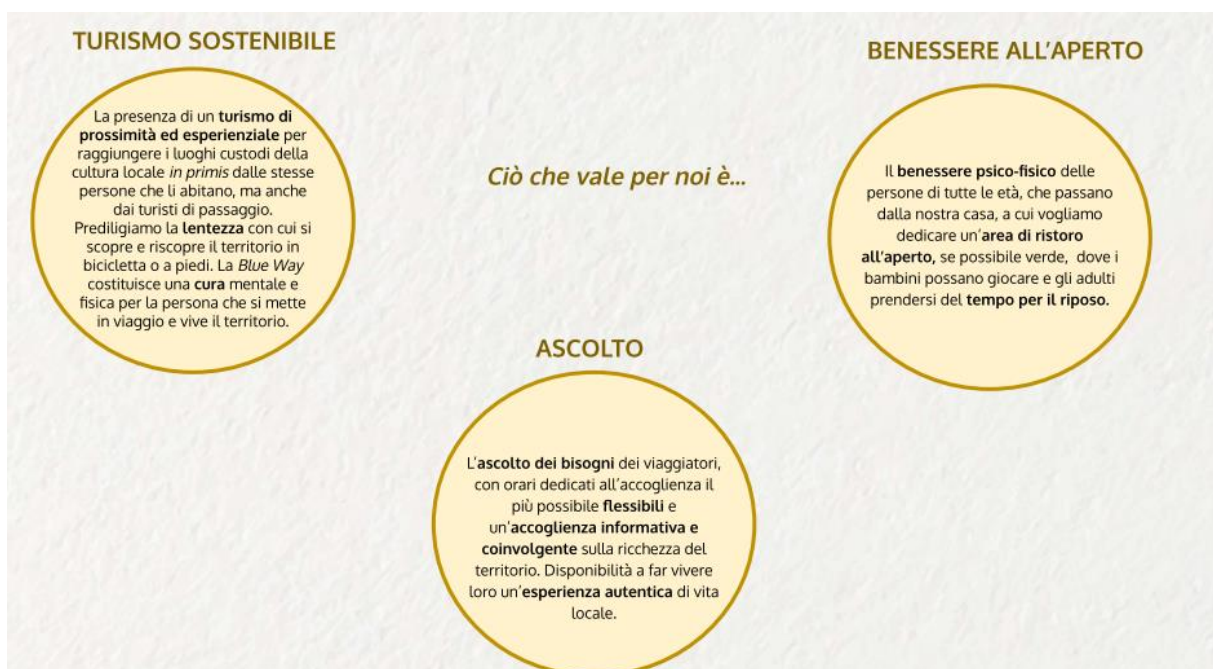 TURISMO SOSTENIBILE
La presenza di un turismo di
prossimità ed esperienziale per
raggiungere i luoghi custodi della
cultura locale in primis dalle stesse
persone che li abitano, ma anche
dai turisti di passaggio.
Prediligiamo la lentezza con cui si
scopre e riscopre il territorio in
bicicletta o a piedi. La Blue Way
costituisce una cura mentale e
fisica per la persona che si mette
in viaggio e vive il territorio.
Ciò che vale per noi è...
BENESSERE ALL'APERTO
Il benessere psico-fisico delle
persone di tutte le età, che passano
dalla nostra casa, a cui vogliamo
dedicare un'area di ristoro
all'aperto, se possibile verde, dove i
bambini possano giocare e gli adulti
prendersi del tempo per il riposo.
ASCOLTO
L'ascolto dei bisogni dei viaggiatori,
con orari dedicati all'accoglienza il
più possibile flessibili e
un'accoglienza informativa e
coinvolgente sulla ricchezza del
territorio. Disponibilità a far vivere
loro un'esperienza autentica di vita
locale.